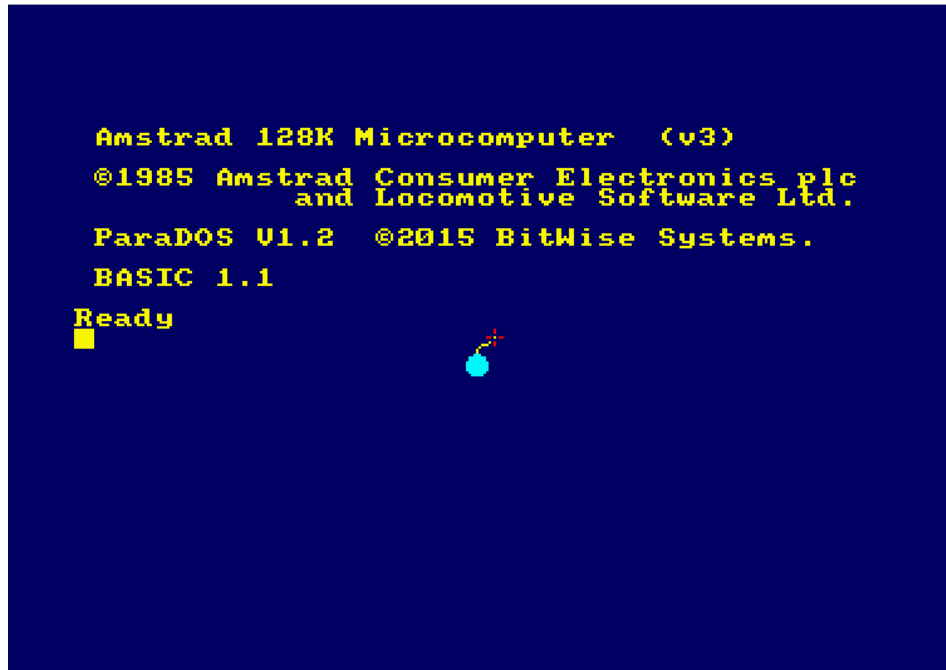 Amstrad 128K Microcomputer (v3)
©1985 Amstrad Consumer Electronics plc
and Locomotive Software Ltd.
ParaDOS V1.2 ©2015 BitWise Systems.
BASIC 1.1
Ready